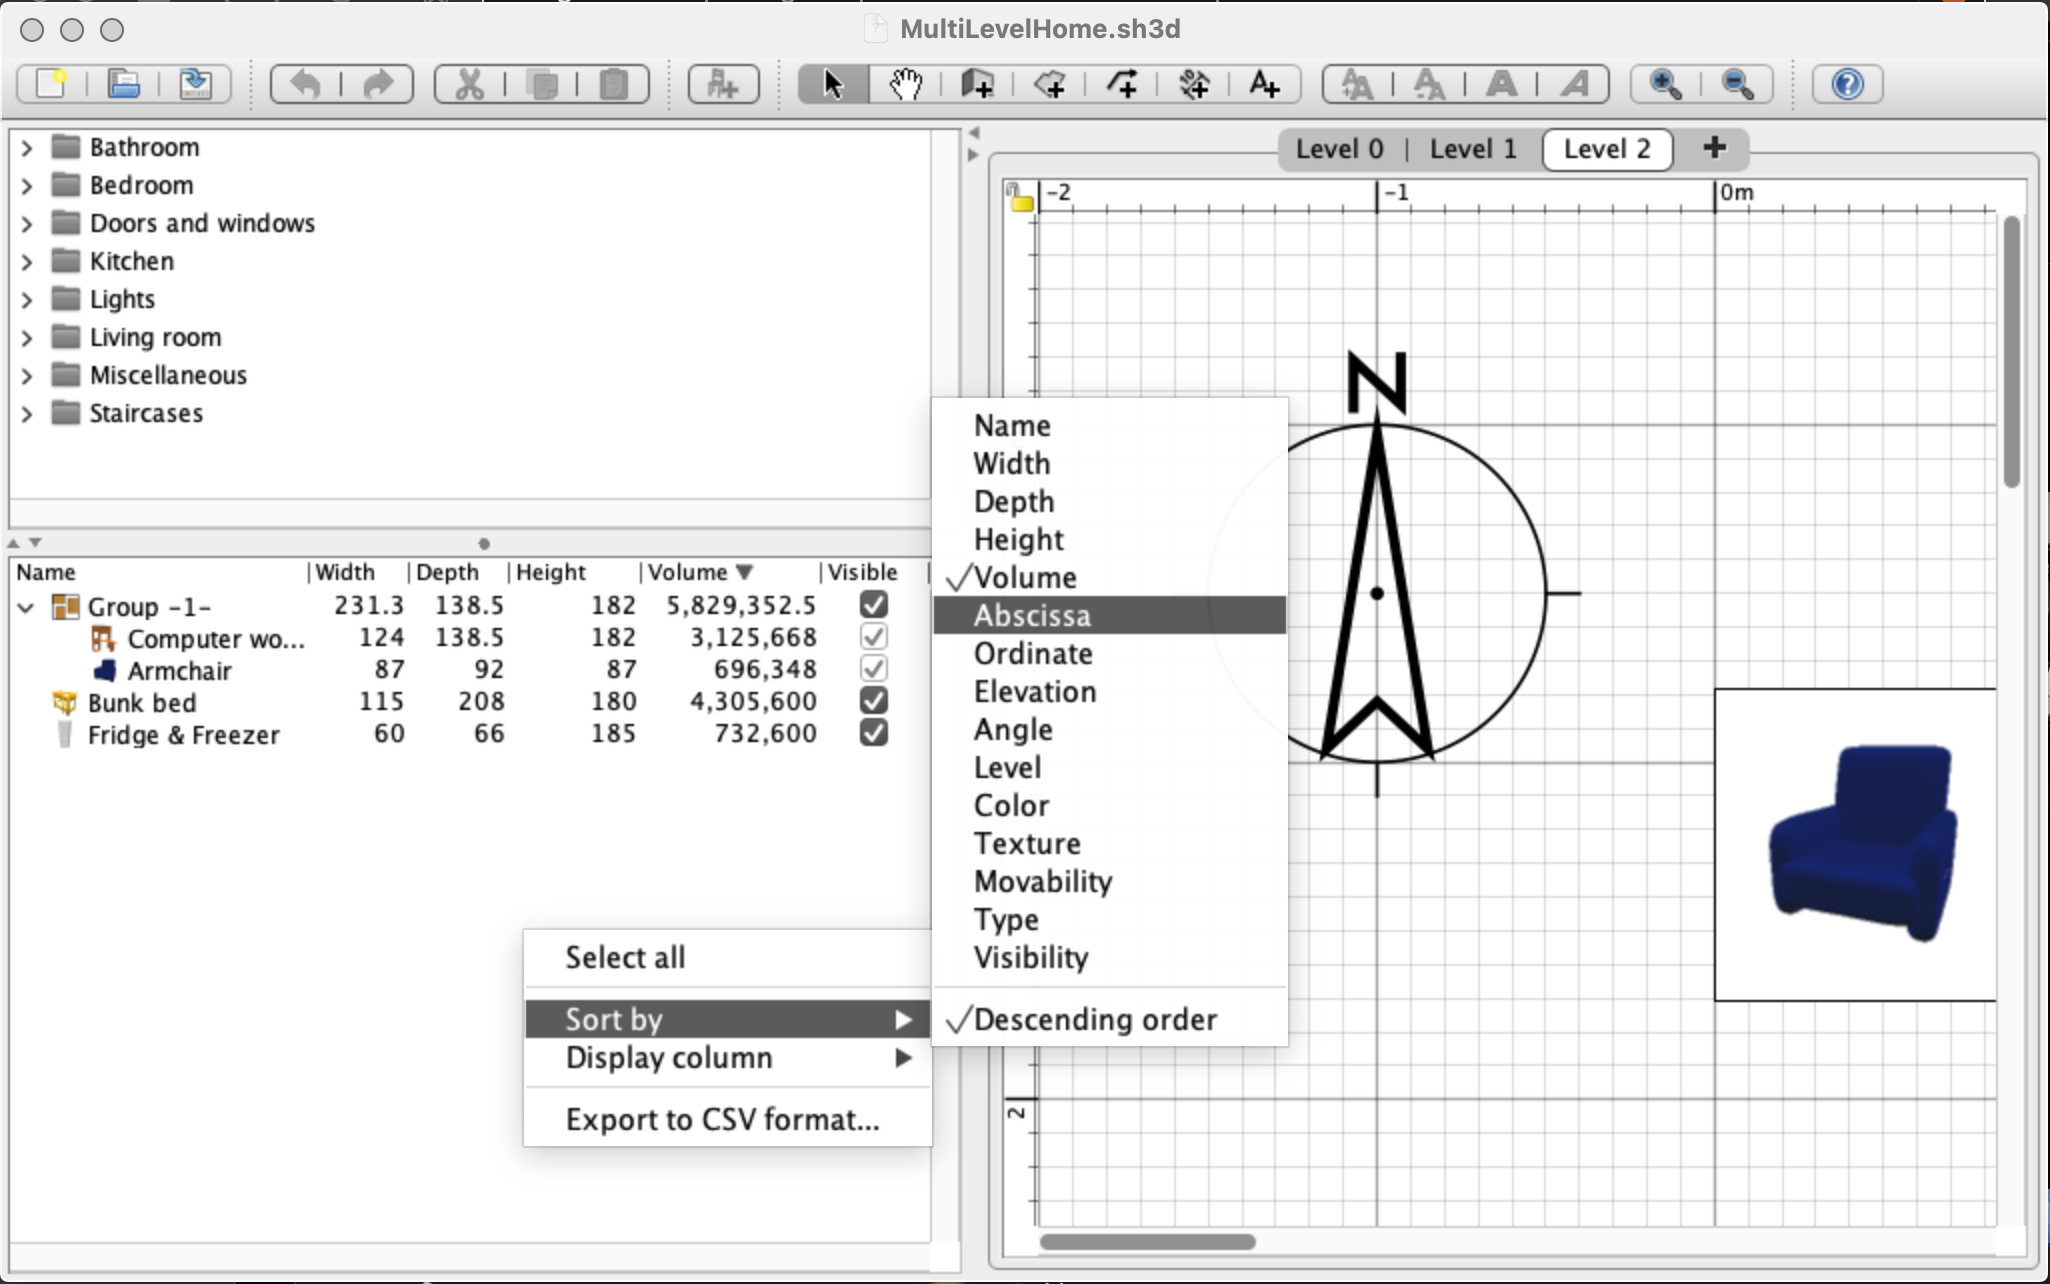 MultiLevelHome.sh3d
Bathroom
Bedroom
Doors and windows
Kitchen
Lights
Living room
Miscellaneous
Staircases
Name Width Depth Height Volume Visible
Group -1- 231.3 138.5 182 5,829,352.5
Computer wo... 124 138.5 182 3,125,668
Armchair 87 92 87 696,348
Bunk bed 115 208 180 4,305,600
Fridge & Freezer 60 66 185 732,600
Select all
Sort by
Display column
Export to CSV format...
Name
Width
Depth
Height
Volume
Abscissa
Ordinate
Elevation
Angle
Level
Color
Texture
Movability
Type
Visibility
Descending order
Level 0 Level 1 Level 2 +
-2 -1 0m
N
2